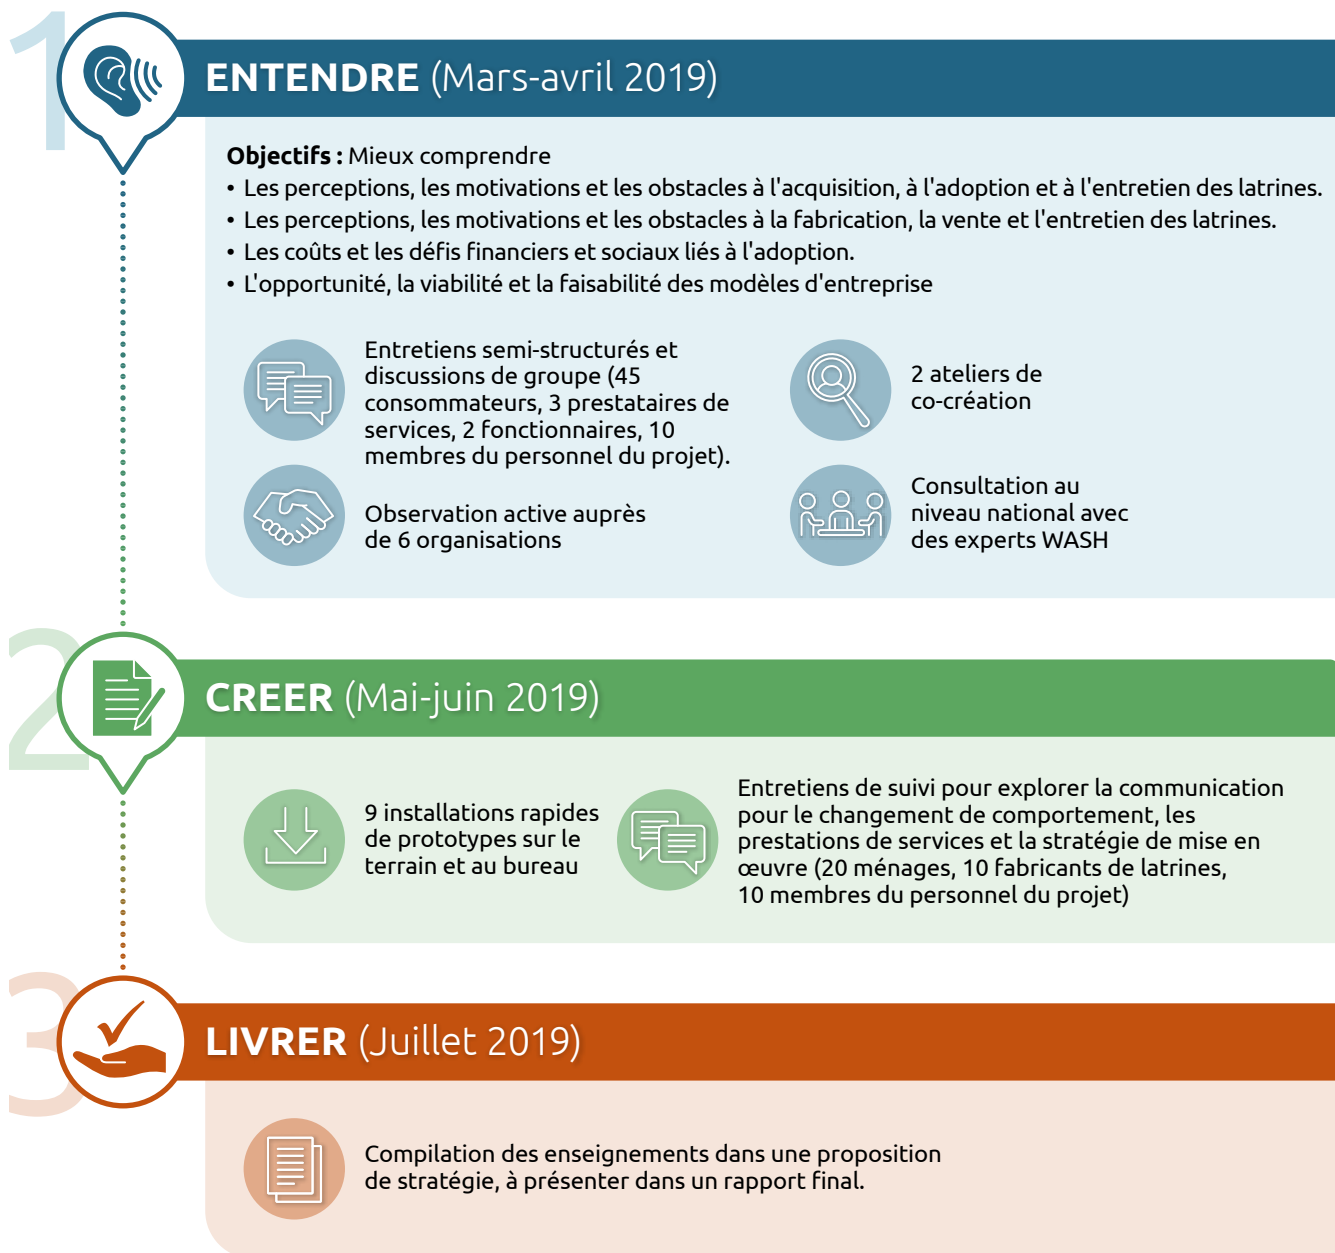 1
ENTENDRE (Mars-avril 2019)
Objectifs : Mieux comprendre
• Les perceptions, les motivations et les obstacles à l'acquisition, à l'adoption et à l'entretien des latrines.
• Les perceptions, les motivations et les obstacles à la fabrication, la vente et l'entretien des latrines.
• Les coûts et les défis financiers et sociaux liés à l'adoption.
• L'opportunité, la viabilité et la faisabilité des modèles d'entreprise
Entretiens semi-structurés et
discussions de groupe (45
consommateurs, 3 prestataires de
services, 2 fonctionnaires, 10
membres du personnel du projet).
2 ateliers de
co-création
Observation active auprès
de 6 organisations
Consultation au
niveau national avec
des experts WASH
2
CREER (Mai-juin 2019)
9 installations rapides
de prototypes sur le
terrain et au bureau
Entretiens de suivi pour explorer la communication
pour le changement de comportement, les
prestations de services et la stratégie de mise en
œuvre (20 ménages, 10 fabricants de latrines,
10 membres du personnel du projet)
3
LIVRER (Juillet 2019)
Compilation des enseignements dans une proposition
de stratégie, à présenter dans un rapport final.